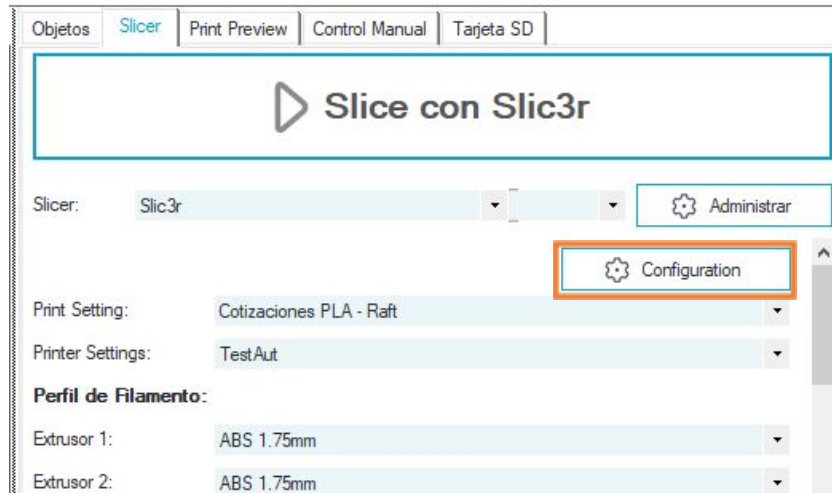 Objetos Slicer Print Preview Control Manual Tarjeta SD
Slice con Slic3r
Slicer: Slic3r Administrar
Configuration
Print Setting: Cotizaciones PLA - Raft
Printer Settings: TestAut
Perfil de Filamento:
Extrusor 1: ABS 1.75mm
Extrusor 2: ABS 1.75mm